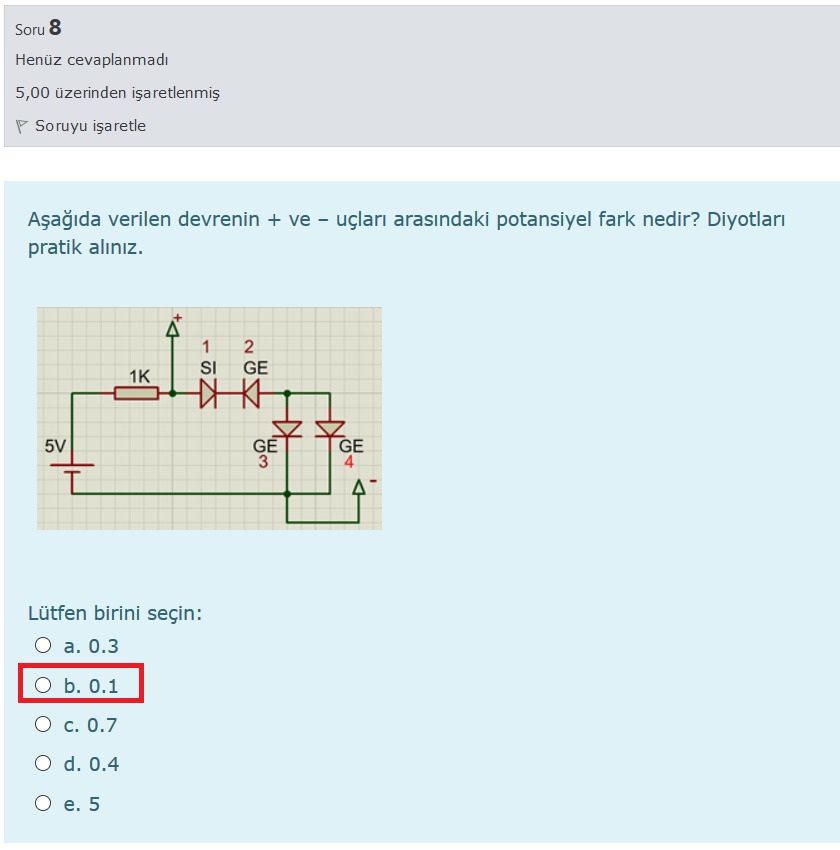 Soru 8
Henüz cevaplanmadı
5,00 üzerinden işaretlenmiş
Soruyu işaretle
Aşağıda verilen devrenin + ve – uçları arasındaki potansiyel fark nedir? Diyotları
pratik alınız.
+
1 2
1K SI GE
5V GE GE
3 4
-
Lütfen birini seçin:
a. 0.3
b. 0.1
c. 0.7
d. 0.4
e. 5